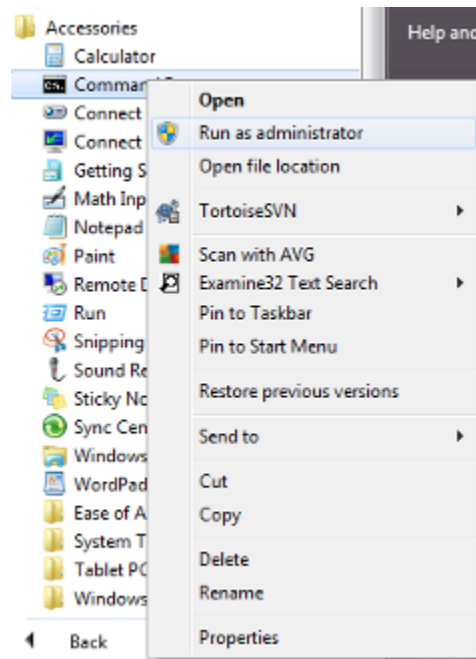 Accessories
Help and
Calculator
Comman
Open
Connect
Run as administrator
Connect
Open file location
Getting S
Math Inp
TortoiseSVN
Notepad
Paint
Scan with AVG
Remote D
Examine32 Text Search
Run
Pin to Taskbar
Snipping
Pin to Start Menu
Sound Re
Sticky No
Restore previous versions
Sync Cen
Send to
Windows
WordPad
Cut
Ease of A
Copy
System T
Delete
Tablet PC
Rename
Windows
Back
Properties